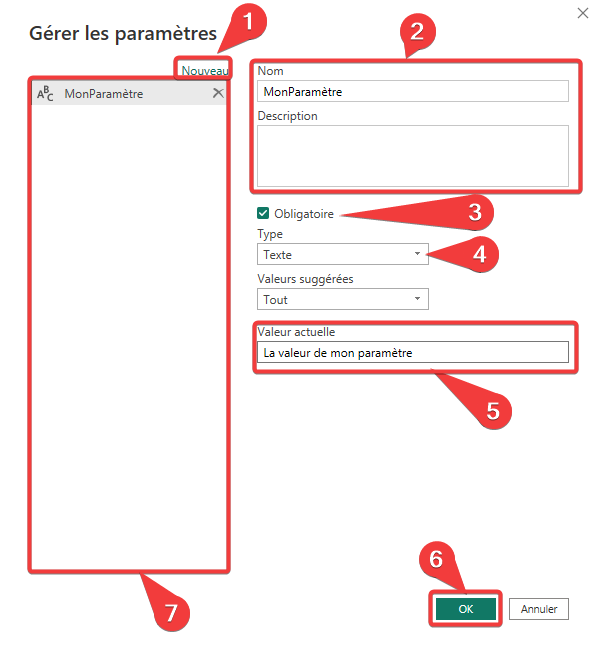 1
Gérer les paramètres
2
Nouveau
Nom
A
B
C
MonParamètre
MonParamètre
Description
Obligatoire
3
Type
Texte
4
Valeurs suggérées
Tout
Valeur actuelle
La valeur de mon paramètre
5
6
7
OK
Annuler